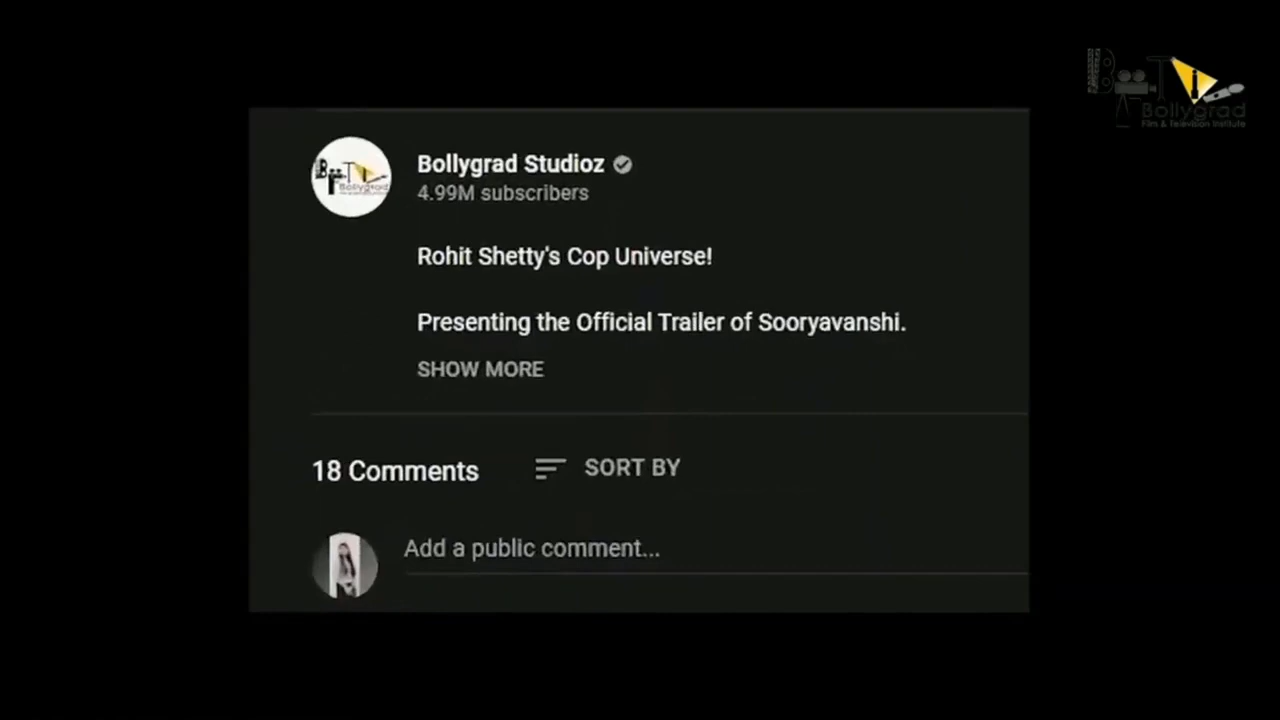 Bollygrad
Film & Television Institute
Bollygrad Studioz
4.99M subscribers
Rohit Shetty's Cop Universe!
Presenting the Official Trailer of Sooryavanshi.
SHOW MORE
18 Comments
SORT BY
Add a public comment...